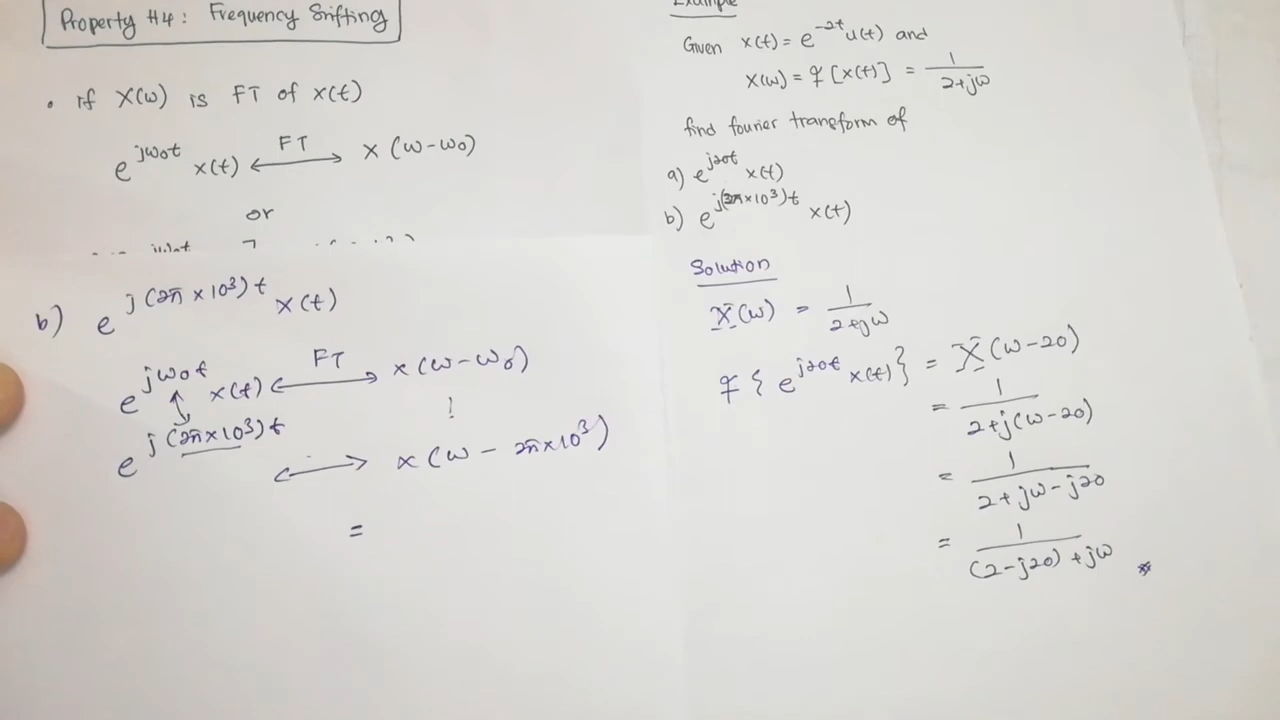 Property #4: Frequency Snifting
• if X(ω) is FT of x(t)
e^{jω0t} x(t) ⟷ FT X(ω-ω0)
or
b) e^{j(2π×10^3)t} x(t)
e^{jω0t} x(t) ⟷ FT x(ω-ω0)
e^{j(2π×10^3)t} ⟷ x(ω-2π×10^3)
=
Example
Given x(t) = e^{-2t}u(t) and
X(ω) = F[x(t)] = 1/(2+jω)
find fourier transform of
a) e^{j20t} x(t)
b) e^{j(2π×10^3)t} x(t)
Solution
X(ω) = 1/(2+jω)
F{e^{j20t} x(t)} = X(ω-20)
= 1/(2+j(ω-20))
= 1/(2+jω-j20)
= 1/((2-j20)+jω) *